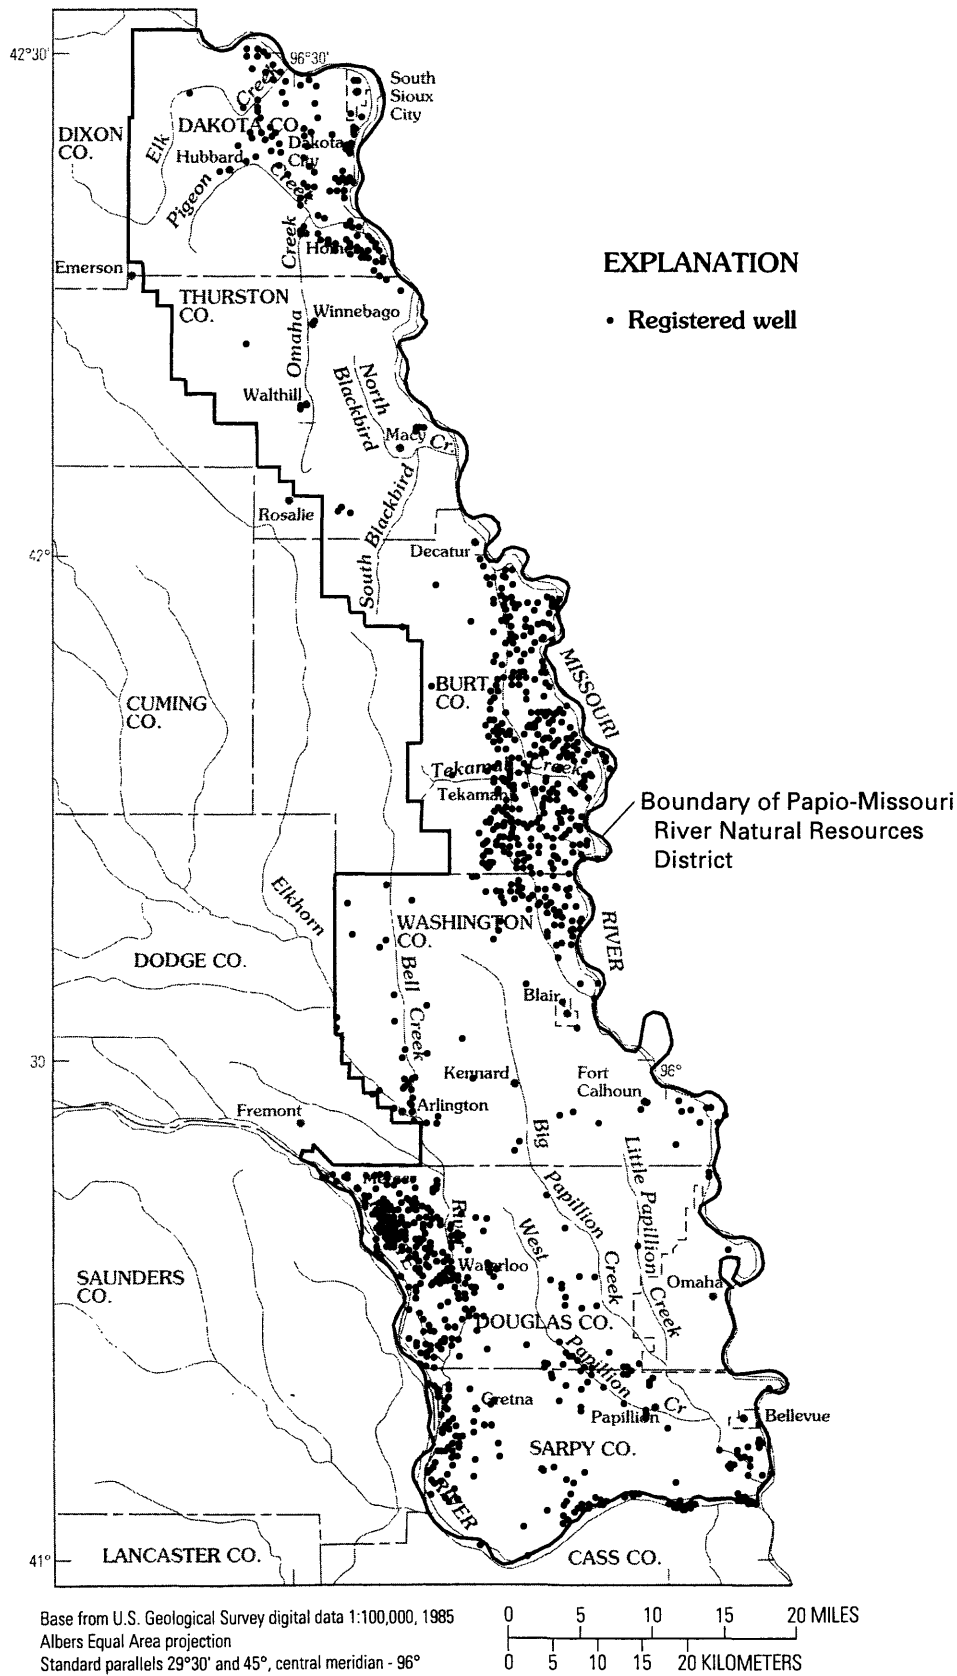 42°30'
96°30'
South
Sioux
City
Creek
DIXON
CO.
DAKOTA CO.
Elk
Hubbard
Dakota
City
Pigeon
Creek
Creek
Homer
Emerson
EXPLANATION
• Registered well
THURSTON
CO.
Winnebago
Omaha
Walthill
North
Blackbird
Macy
Cr.
South Blackbird
Rosalie
Decatur
42°
MISSOURI
BURT
CO.
CUMING
CO.
Tekamah
Creek
Tekamah
Boundary of Papio-Missouri
River Natural Resources
District
Elkhorn
WASHINGTON
CO.
RIVER
DODGE CO.
Bell
Creek
Blair
30'
96°
Kennard
Fort
Calhoun
Arlington
Fremont
Big
Papillion
Creek
Little Papillion
Creek
River
West
Waterloo
SAUNDERS
CO.
Omaha
DOUGLAS CO.
Papillion
Cr
Gretna
Papillion
Bellevue
SARPY CO.
RIVER
LANCASTER CO.
CASS CO.
41°
Base from U.S. Geological Survey digital data 1:100,000, 1985
Albers Equal Area projection
Standard parallels 29°30' and 45°, central meridian - 96°
0 5 10 15 20 MILES
0 5 10 15 20 KILOMETERS